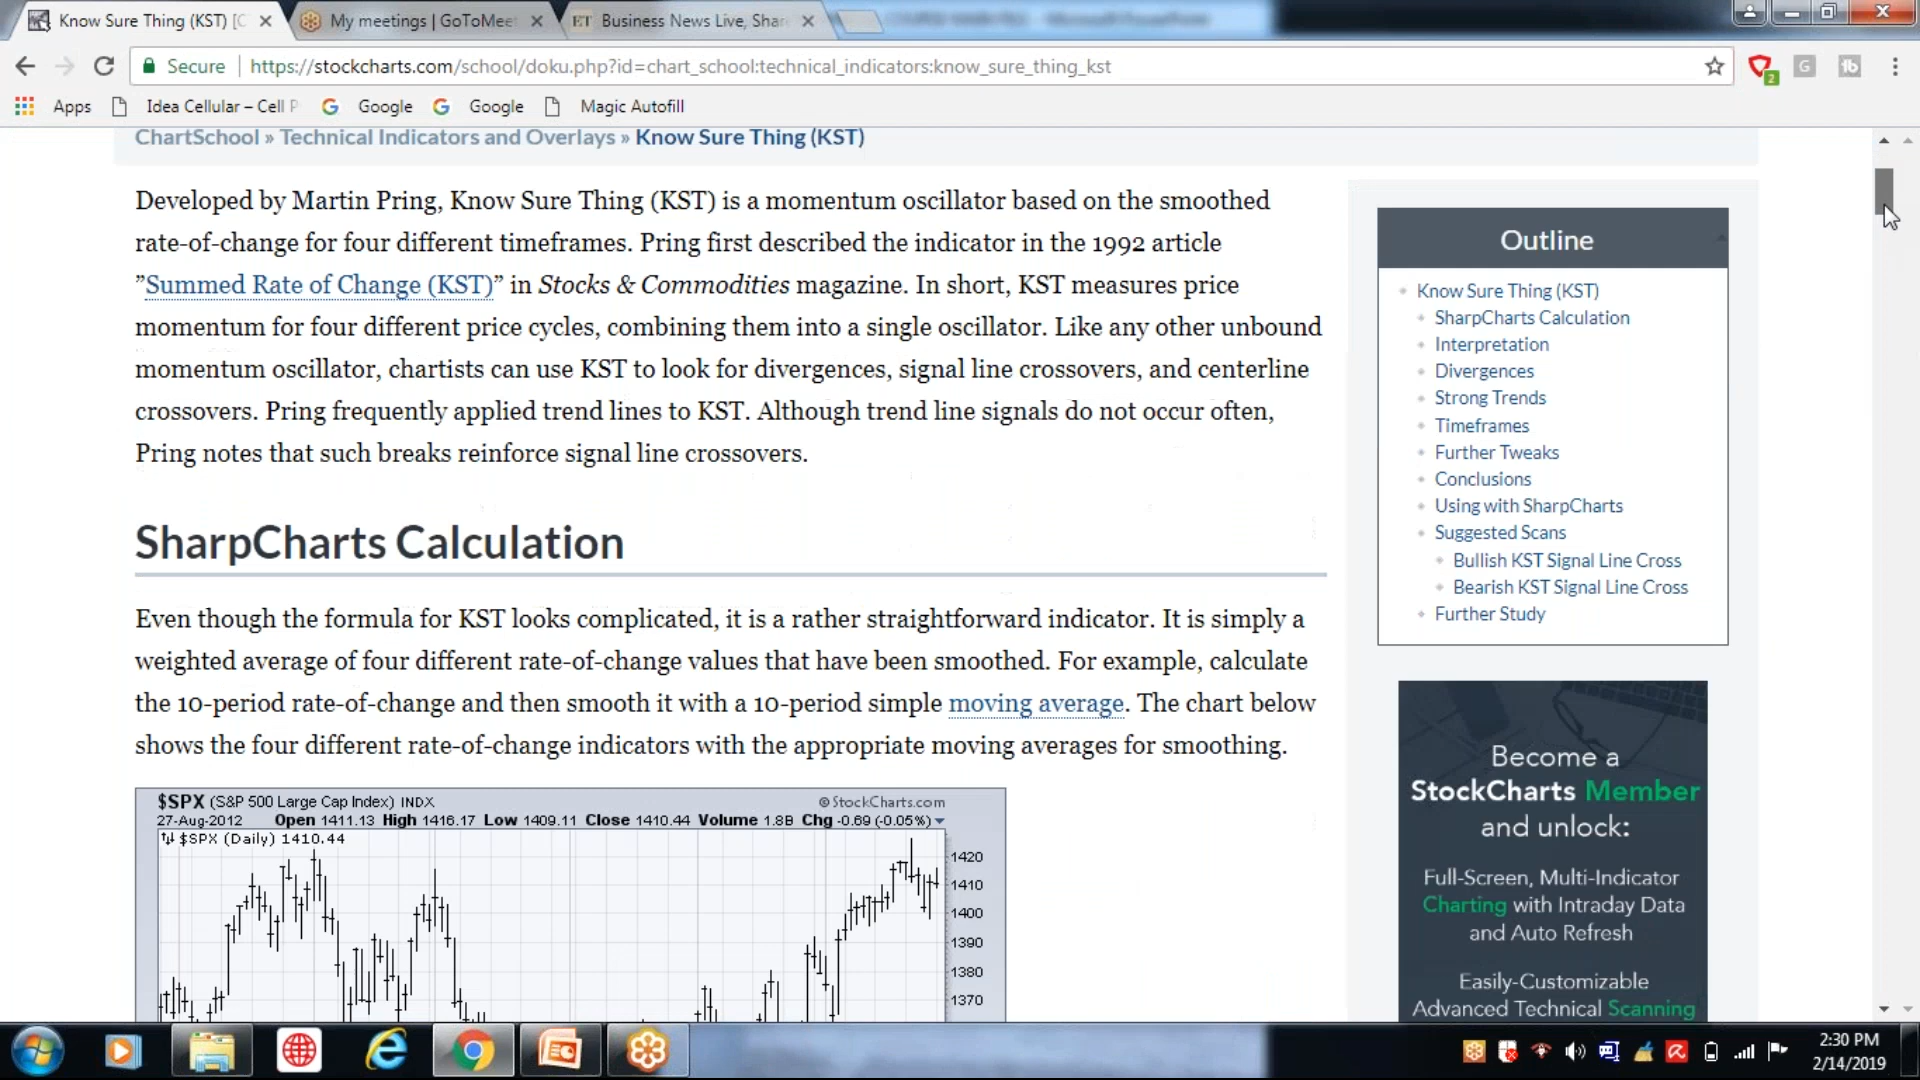 Know Sure Thing (KST) [C
My meetings | GoToMeet
ET Business News Live, Shar
Secure https://stockcharts.com/school/doku.php?id=chart_school:technical_indicators:know_sure_thing_kst
2
G
Apps Idea Cellular – Cell P Google Google Magic Autofill
ChartSchool » Technical Indicators and Overlays » Know Sure Thing (KST)
Developed by Martin Pring, Know Sure Thing (KST) is a momentum oscillator based on the smoothed
rate-of-change for four different timeframes. Pring first described the indicator in the 1992 article
”Summed Rate of Change (KST)” in Stocks & Commodities magazine. In short, KST measures price
momentum for four different price cycles, combining them into a single oscillator. Like any other unbound
momentum oscillator, chartists can use KST to look for divergences, signal line crossovers, and centerline
crossovers. Pring frequently applied trend lines to KST. Although trend line signals do not occur often,
Pring notes that such breaks reinforce signal line crossovers.
SharpCharts Calculation
Even though the formula for KST looks complicated, it is a rather straightforward indicator. It is simply a
weighted average of four different rate-of-change values that have been smoothed. For example, calculate
the 10-period rate-of-change and then smooth it with a 10-period simple moving average. The chart below
shows the four different rate-of-change indicators with the appropriate moving averages for smoothing.
$SPX (S&P 500 Large Cap Index) INDX © StockCharts.com
27-Aug-2012 Open 1411.13 High 1416.17 Low 1409.11 Close 1410.44 Volume 1.8B Chg -0.69 (-0.05%)
$SPX (Daily) 1410.44
1420
1410
1400
1390
1380
1370
Outline
Know Sure Thing (KST)
SharpCharts Calculation
Interpretation
Divergences
Strong Trends
Timeframes
Further Tweaks
Conclusions
Using with SharpCharts
Suggested Scans
Bullish KST Signal Line Cross
Bearish KST Signal Line Cross
Further Study
Become a
StockCharts Member
and unlock:
Full-Screen, Multi-Indicator
Charting with Intraday Data
and Auto Refresh
Easily-Customizable
Advanced Technical Scanning
2:30 PM
2/14/2019